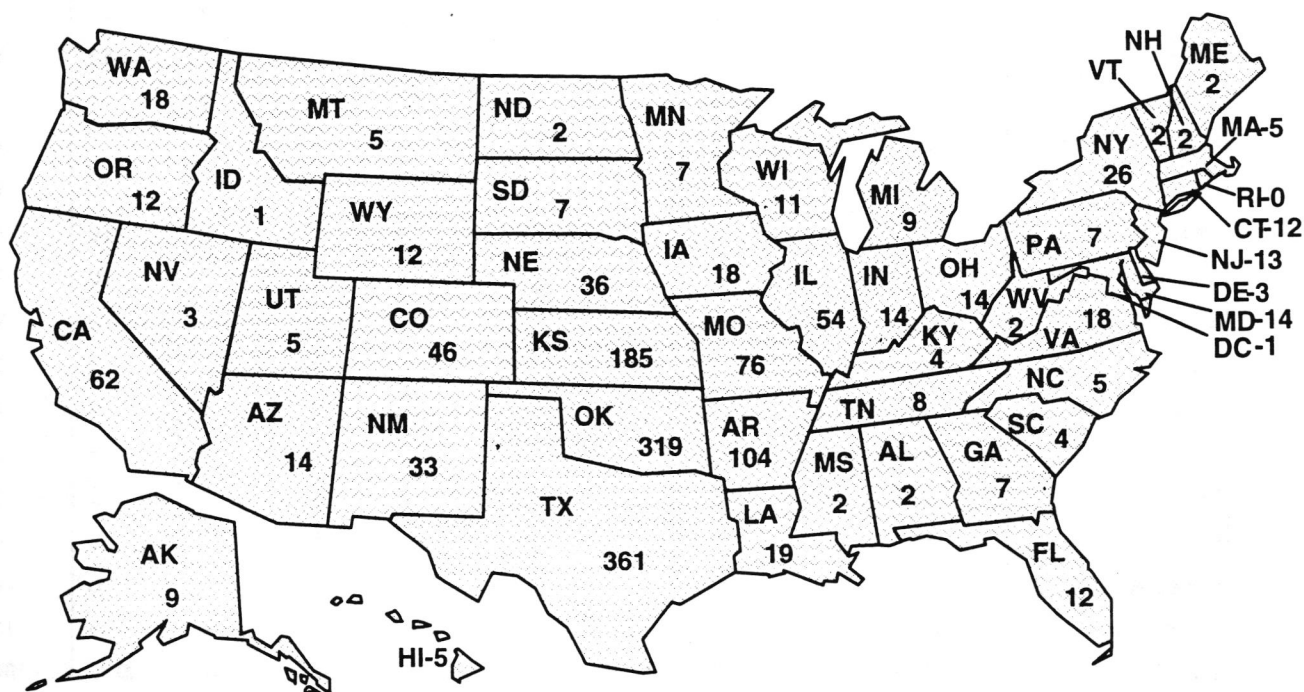 WA
18
MT
5
ND
2
MN
7
NH
VT
ME
2
2
2
MA-5
NY
26
OR
12
ID
1
SD
7
WI
11
MI
9
RI-0
CT-12
WY
12
PA
7
NJ-13
NV
3
NE
36
IA
18
IL
54
IN
14
OH
14
WV
2
DE-3
MD-14
DC-1
UT
5
CO
46
VA
18
CA
62
KS
185
MO
76
KY
4
NC
5
AZ
14
NM
33
OK
319
AR
104
TN
8
SC
4
MS
2
AL
2
GA
7
TX
361
LA
19
FL
12
AK
9
HI-5